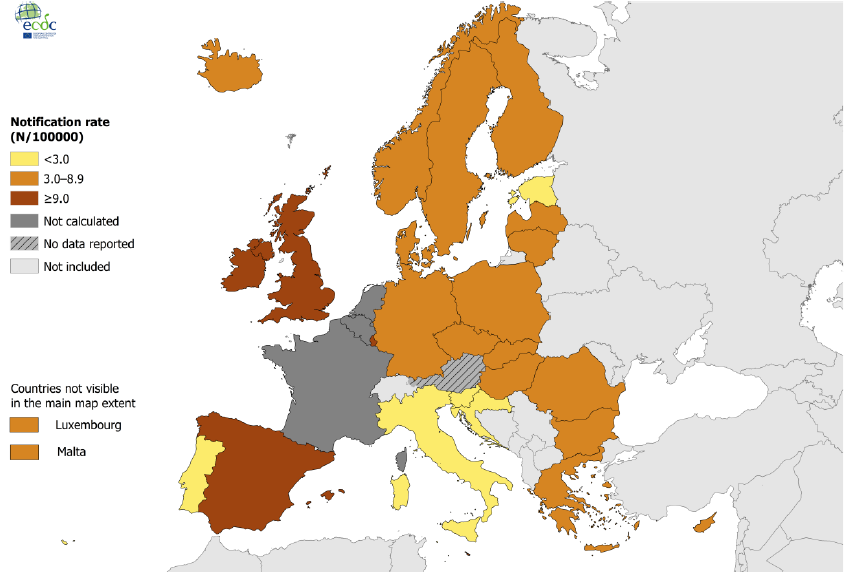 ecdc
Notification rate
(N/100000)
<3.0
3.0–8.9
≥9.0
Not calculated
No data reported
Not included
Countries not visible
in the main map extent
Luxembourg
Malta